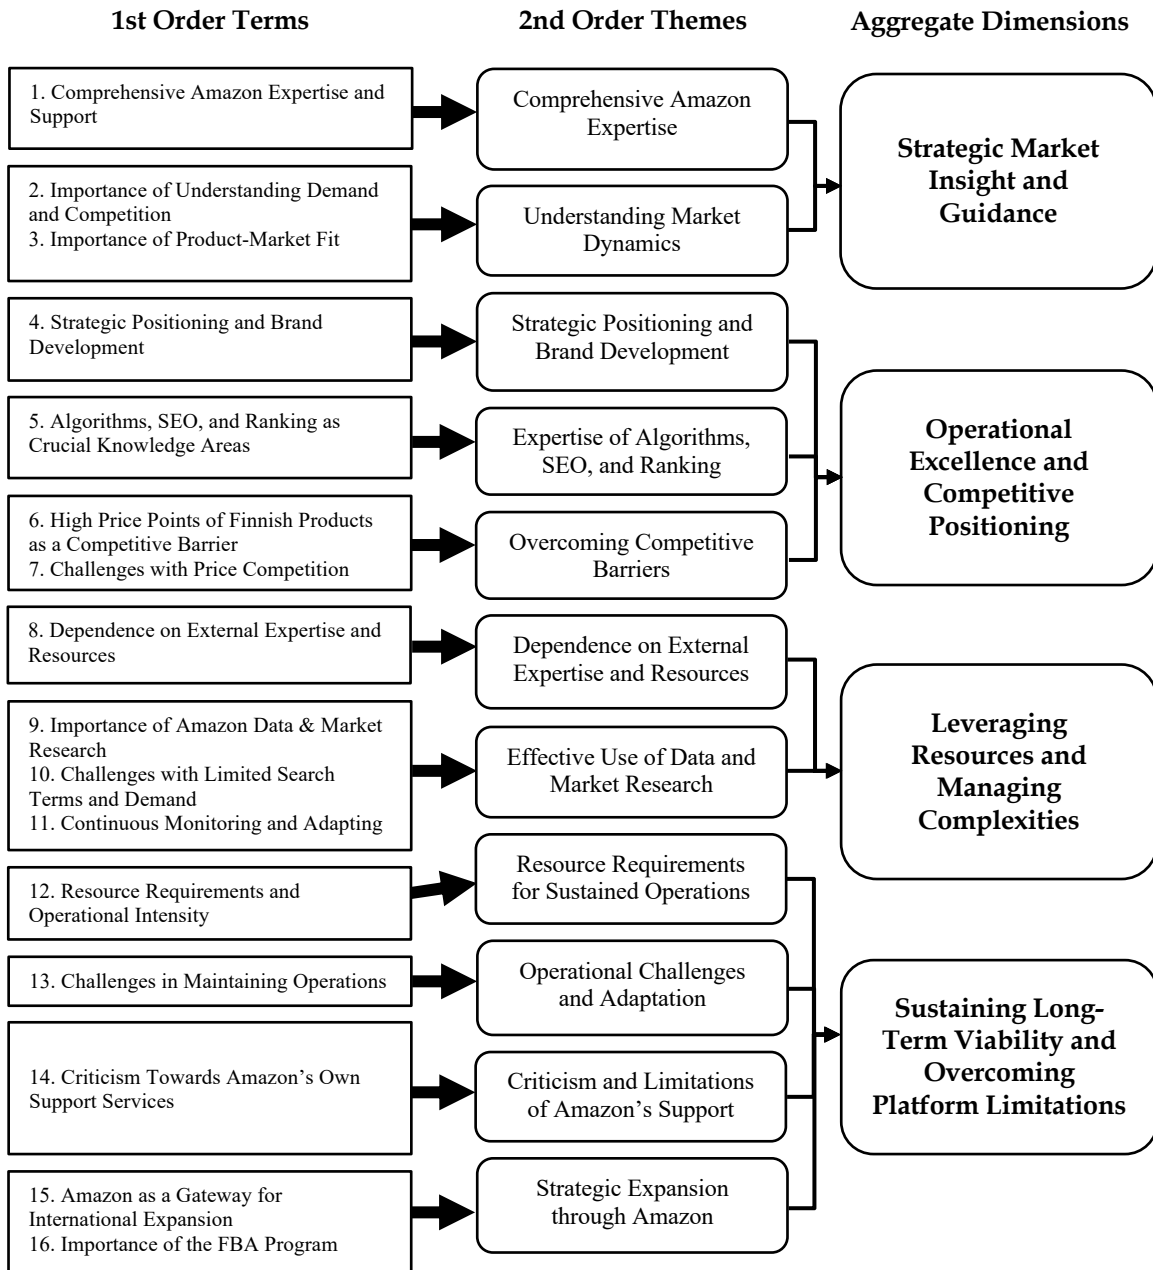 1st Order Terms
2nd Order Themes
Aggregate Dimensions
1. Comprehensive Amazon Expertise and
Support
2. Importance of Understanding Demand
and Competition
3. Importance of Product-Market Fit
4. Strategic Positioning and Brand
Development
5. Algorithms, SEO, and Ranking as
Crucial Knowledge Areas
6. High Price Points of Finnish Products
as a Competitive Barrier
7. Challenges with Price Competition
8. Dependence on External Expertise and
Resources
9. Importance of Amazon Data & Market
Research
10. Challenges with Limited Search
Terms and Demand
11. Continuous Monitoring and Adapting
12. Resource Requirements and
Operational Intensity
13. Challenges in Maintaining Operations
14. Criticism Towards Amazon’s Own
Support Services
15. Amazon as a Gateway for
International Expansion
16. Importance of the FBA Program
Comprehensive Amazon
Expertise
Understanding Market
Dynamics
Strategic Positioning and
Brand Development
Expertise of Algorithms,
SEO, and Ranking
Overcoming Competitive
Barriers
Dependence on External
Expertise and Resources
Effective Use of Data and
Market Research
Resource Requirements
for Sustained Operations
Operational Challenges
and Adaptation
Criticism and Limitations
of Amazon’s Support
Strategic Expansion
through Amazon
Strategic Market
Insight and
Guidance
Operational
Excellence and
Competitive
Positioning
Leveraging
Resources and
Managing
Complexities
Sustaining Long-
Term Viability and
Overcoming
Platform Limitations